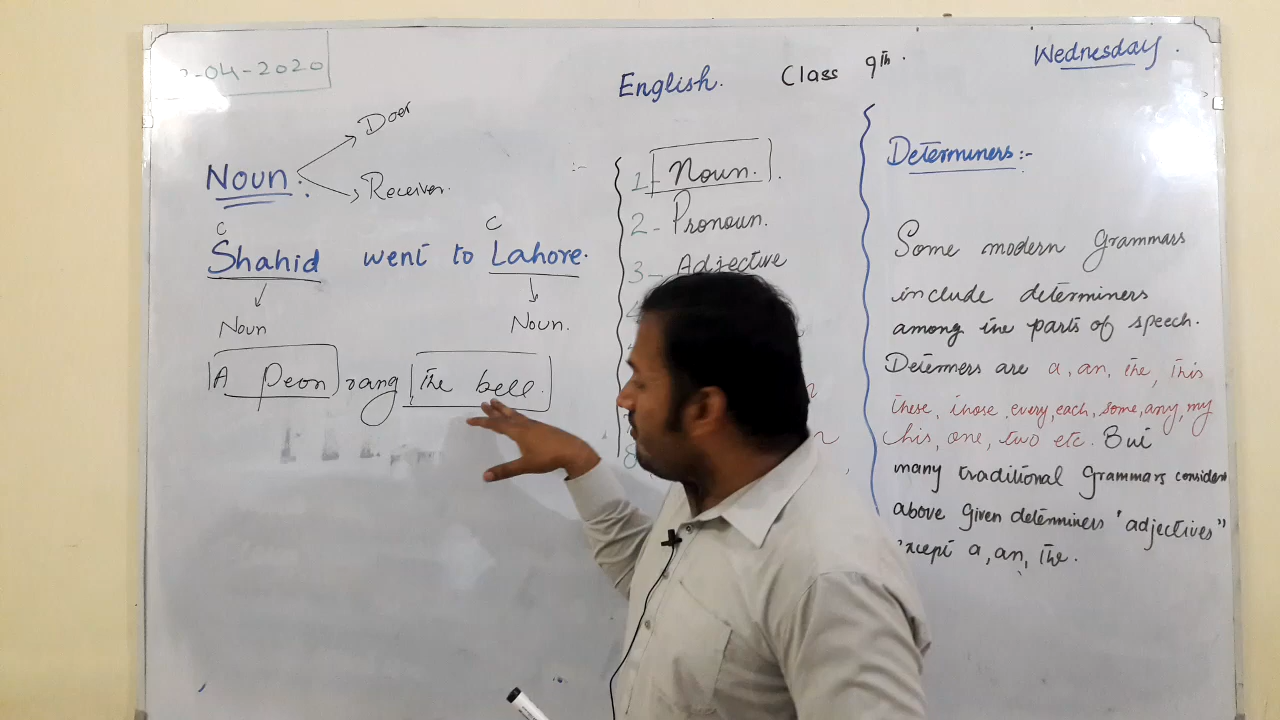 -04-2020
English.
Class 9th.
Wednesday.
Noun:
Doer
Receiver.
C
C
Shahid went to Lahore.
Noun
Noun.
A Peon rang the bell.
:-
1- Noun.
2- Pronoun.
3- Adjective
8
Determiners:-
Some modern Grammars
include determiners
among the parts of speech.
Determers are a, an, the, this
these, those, every, each, some, any, my
his, one, two etc. But
many traditional Grammars consider
above given determiners 'adjectives"
xcept a, an, the.